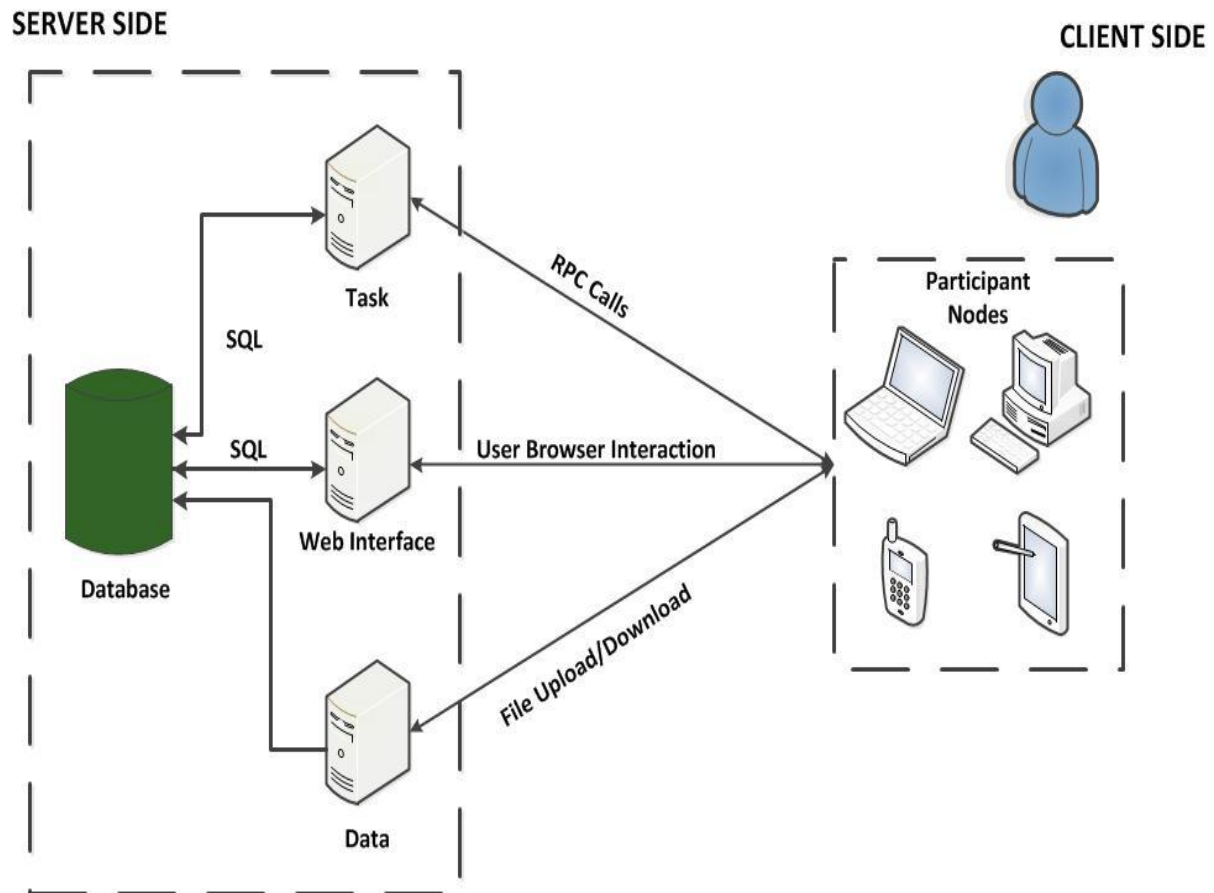 SERVER SIDE
CLIENT SIDE
Task
RPC Calls
Participant
Nodes
SQL
SQL
User Browser Interaction
Web Interface
Database
File Upload/Download
Data